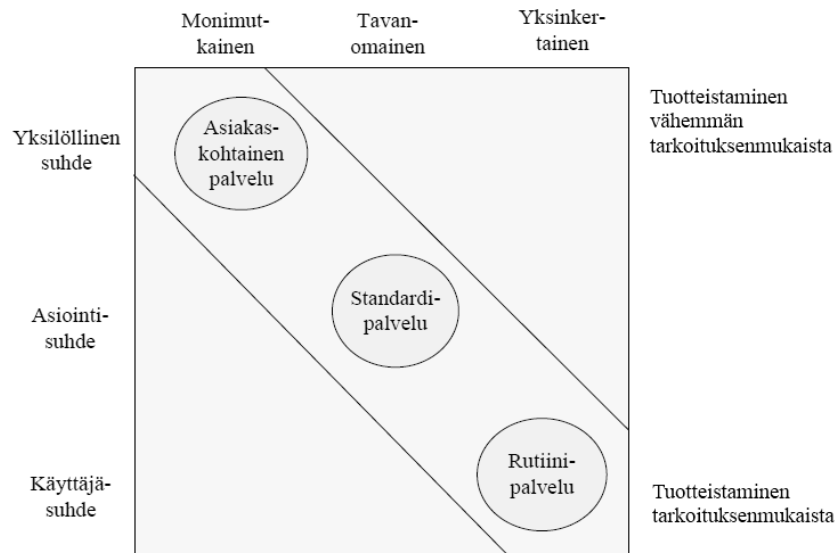 Monimut-
kainen
Tavan-
omainen
Yksinker-
tainen
Yksilöllinen
suhde
Asiakas-
kohtainen
palvelu
Tuotteistaminen
vähemmän
tarkoituksenmukaista
Asiointi-
suhde
Standardi-
palvelu
Käyttäjä-
suhde
Rutiini-
palvelu
Tuotteistaminen
tarkoituksenmukaista